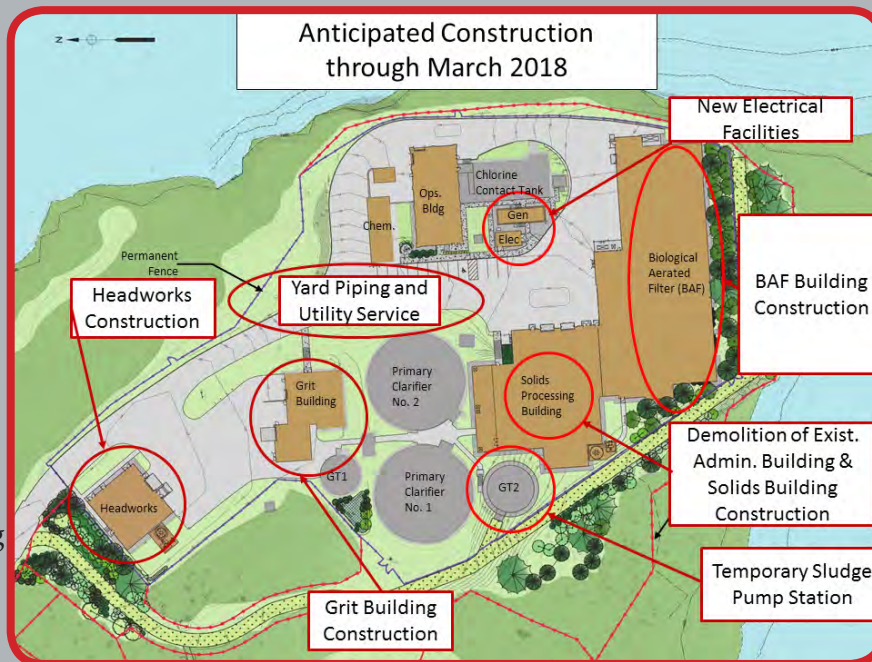 Anticipated Construction
through March 2018
N
New Electrical
Facilities
Chlorine
Contact Tank
Ops.
Bldg
Gen
Elec
Chem.
Permanent
Fence
Headworks
Construction
Yard Piping and
Utility Service
Biological
Aerated
Filter (BAF)
BAF Building
Construction
Primary
Clarifier
No. 2
Grit
Building
Solids
Processing
Building
GT1
Primary
Clarifier
No. 1
GT2
Headworks
Demolition of Exist.
Admin. Building &
Solids Building
Construction
Temporary Sludge
Pump Station
Grit Building
Construction
g